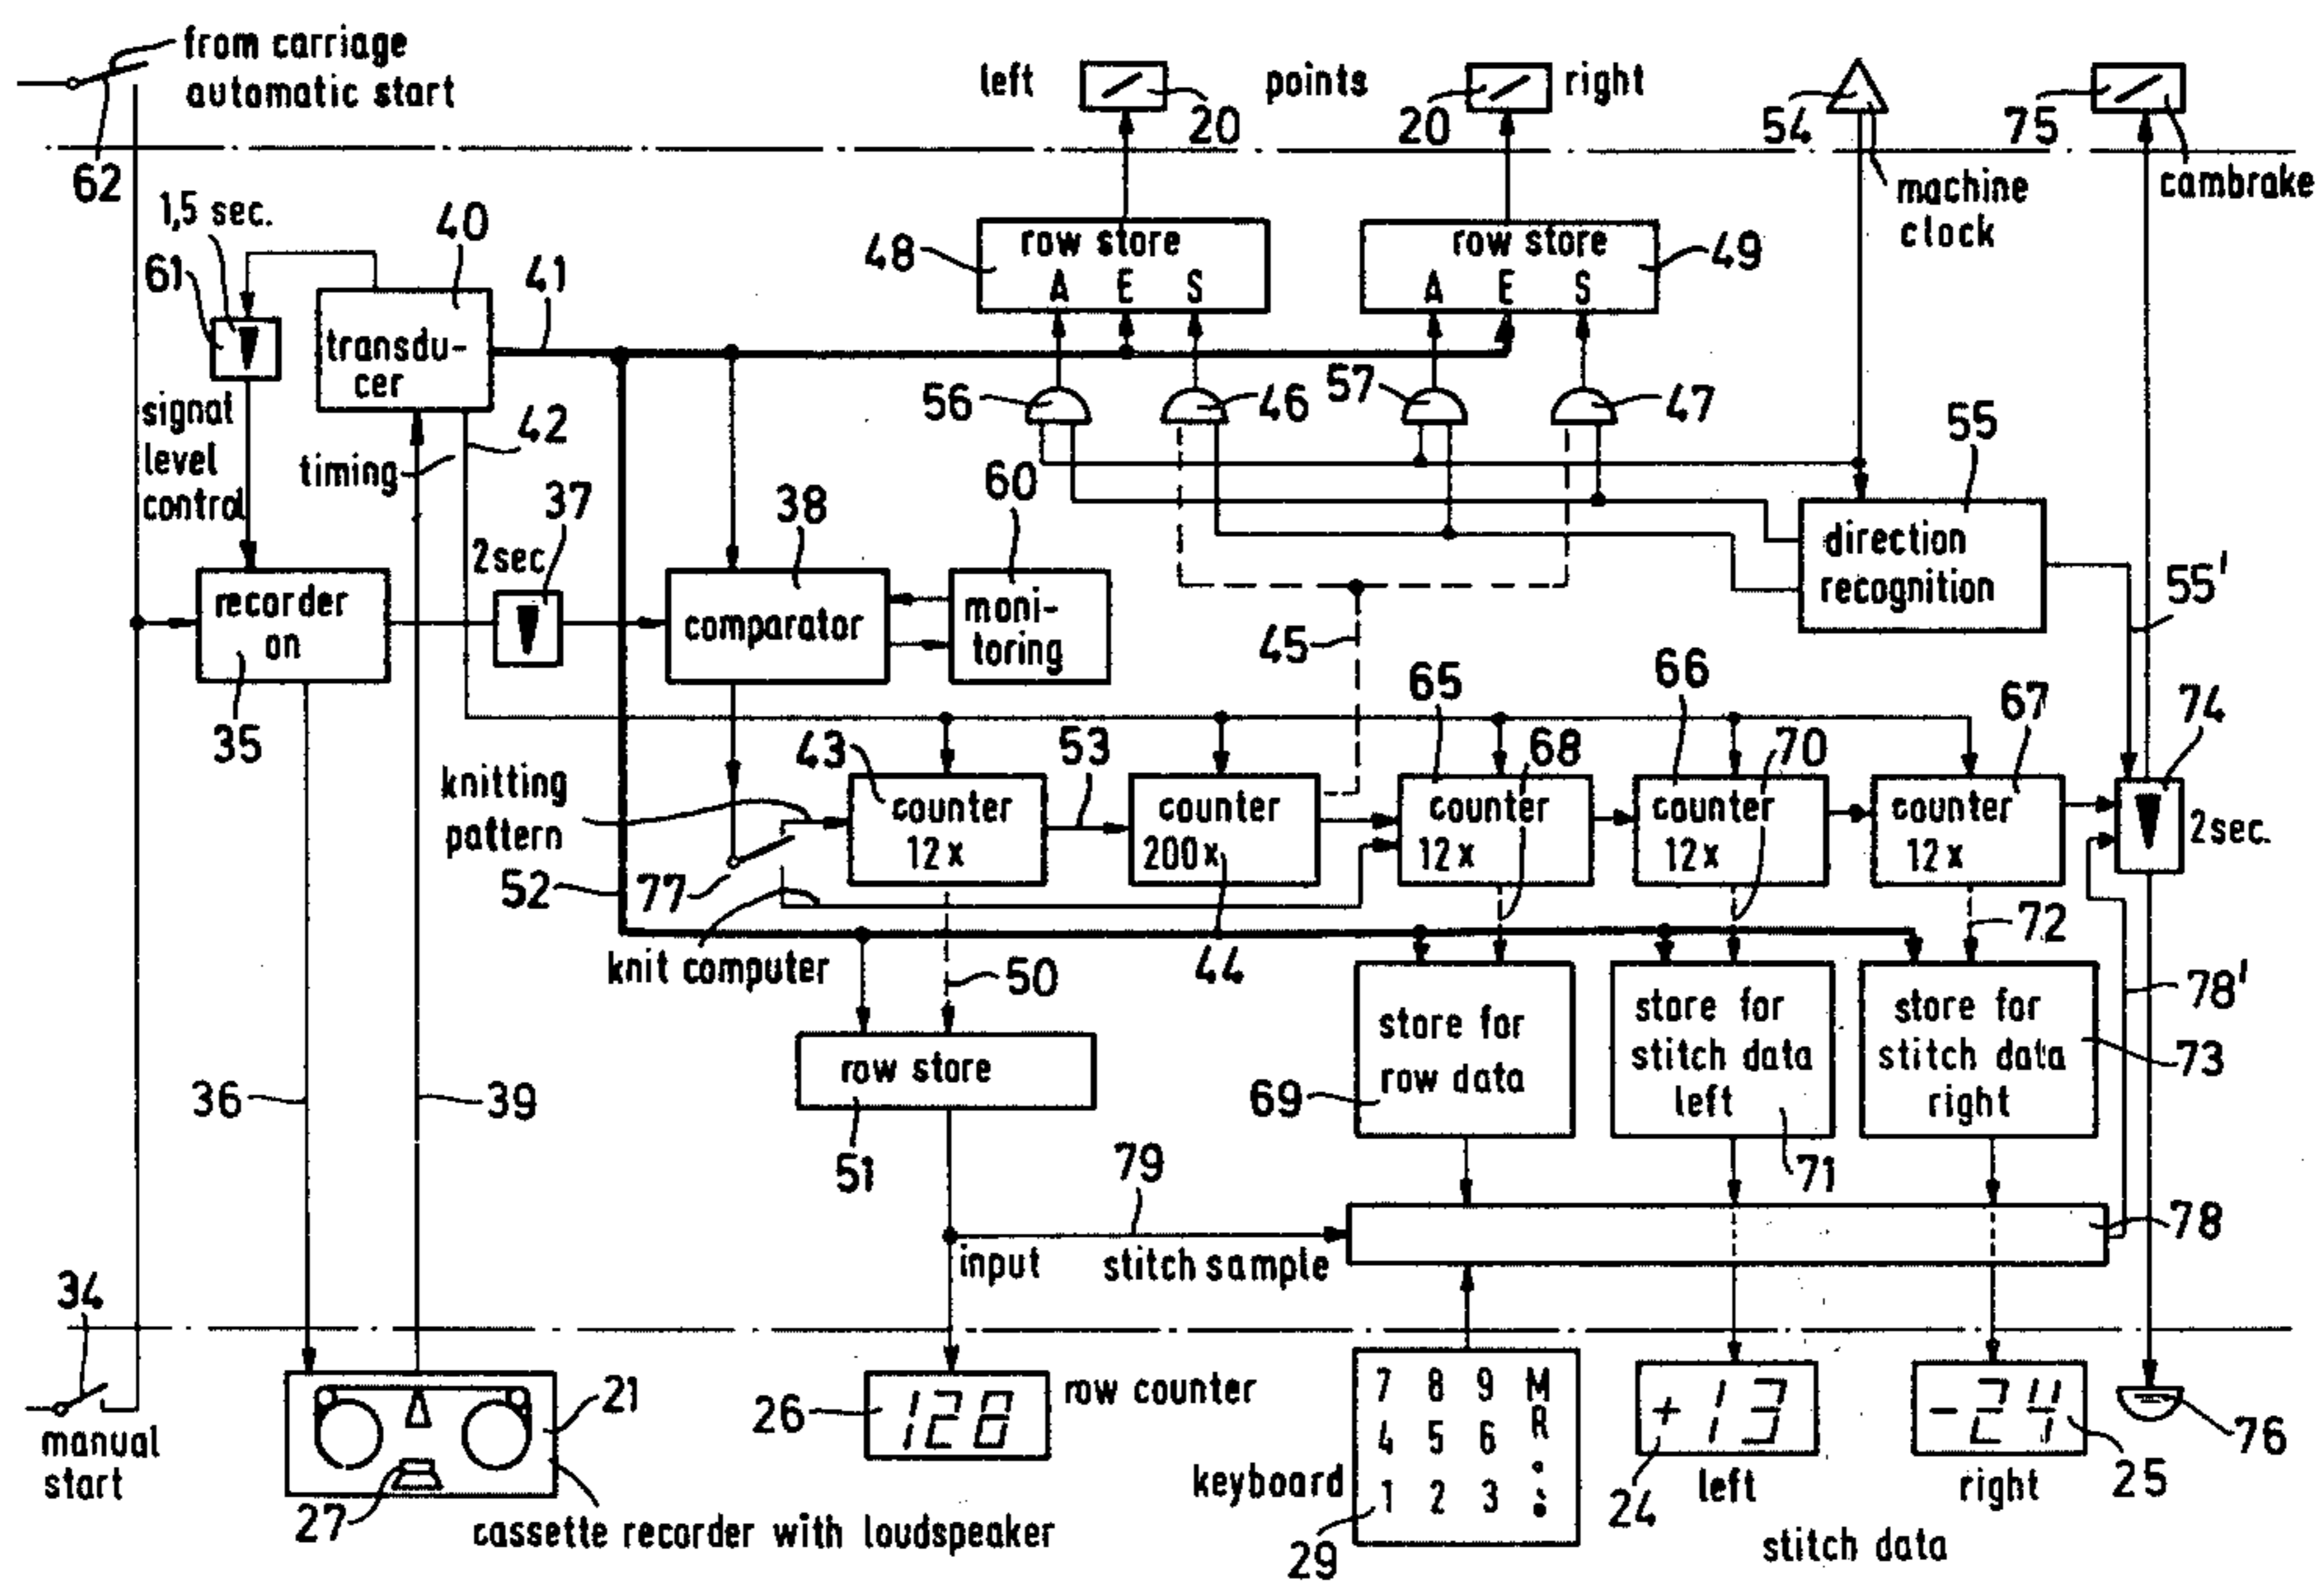 from carriage
automatic start
62
left
20
points
20
right
54
machine
clock
75
cambrake
1,5 sec.
61
40
transdu-
cer
41
signal
level
control
timing
42
48
row store
A E S
row store
A E S
49
56
46
57
47
55
direction
recognition
55'
recorder
on
35
2sec
37
38
comparator
60
moni-
toring
45
knitting
pattern
52
77
43
counter
12x
53
counter
200x
44
65
counter
12x
68
66
counter
12x
70
67
counter
12x
74
2sec.
knit computer
50
72
78'
row store
51
store for
row data
69
store for
stitch data
left
71
store for
stitch data
right
73
36
39
79
input
stitch sample
78
34
manual
start
21
27
cassette recorder with loudspeaker
26
128
row counter
keyboard
29
7 8 9 M
4 5 6 R
1 2 3
+13
24
left
-24
25
right
stitch data
76